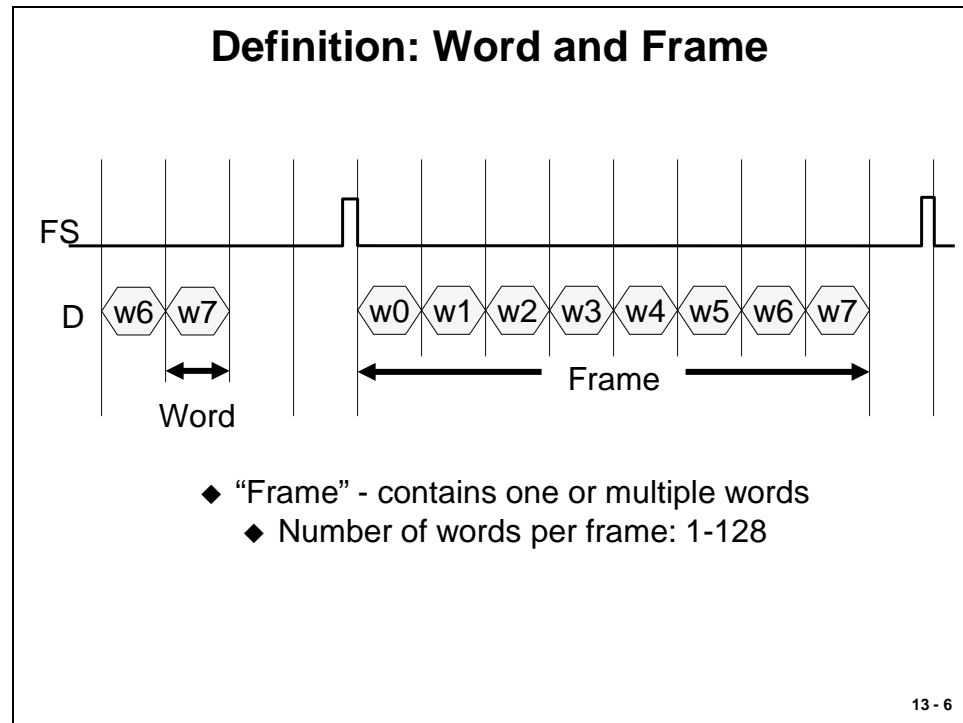 Definition: Word and Frame
FS
D w6 w7 w0 w1 w2 w3 w4 w5 w6 w7
Word
Frame
◆ “Frame” - contains one or multiple words
◆ Number of words per frame: 1-128
13 - 6